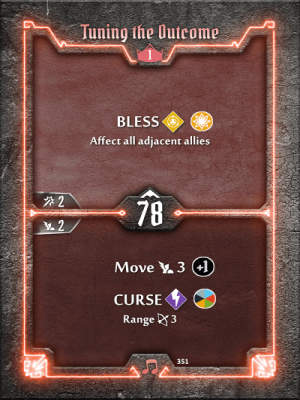 Tuning the Outcome
1
BLESS
Affect all adjacent allies
2
78
2
Move 3 +1
CURSE
Range 3
351